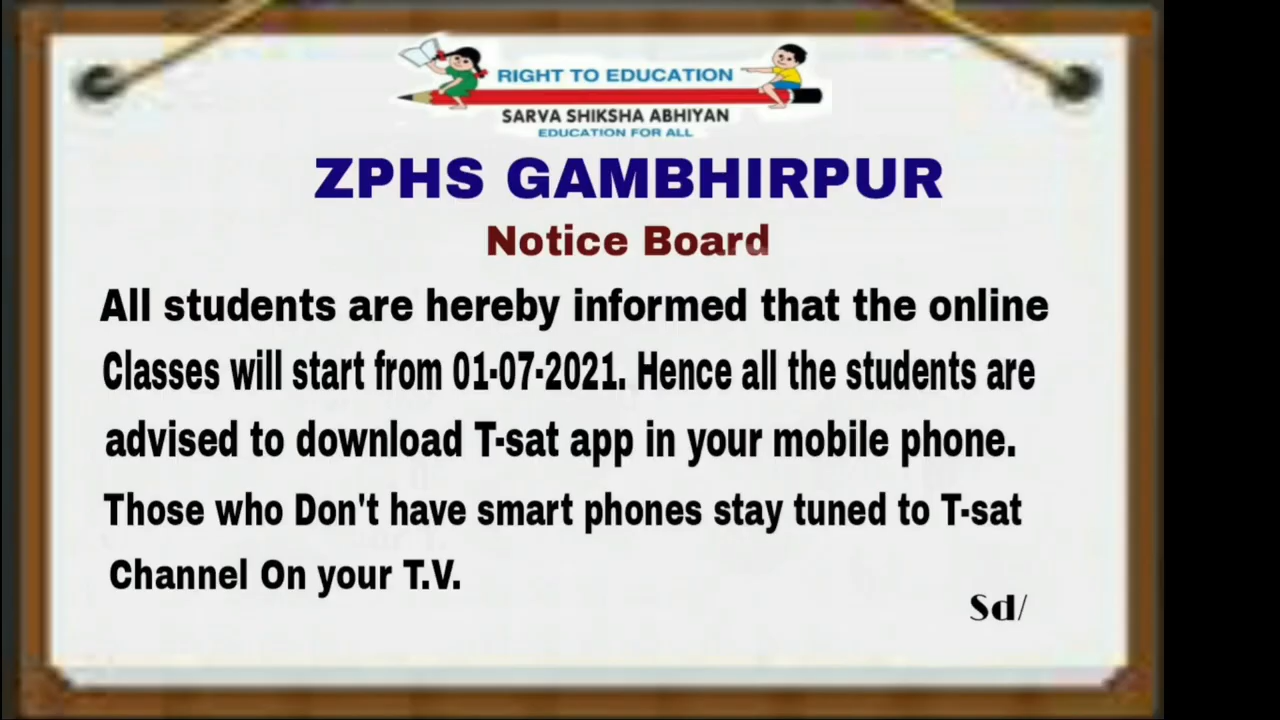 RIGHT TO EDUCATION
SARVA SHIKSHA ABHIYAN
EDUCATION FOR ALL
ZPHS GAMBHIRPUR
Notice Board
All students are hereby informed that the online
Classes will start from 01-07-2021. Hence all the students are
advised to download T-sat app in your mobile phone.
Those who Don't have smart phones stay tuned to T-sat
Channel On your T.V.
Sd/